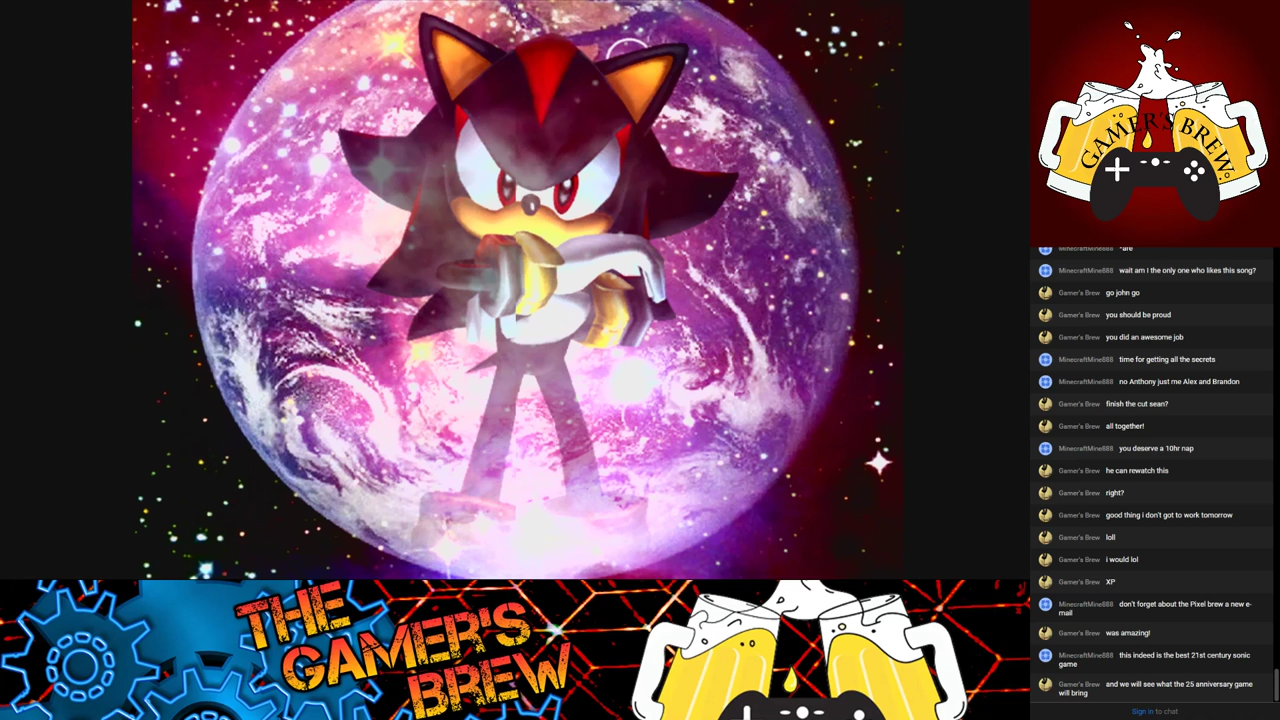 GAMER'S BREW
MinecraftMine888 *are
MinecraftMine888 wait am I the only one who likes this song?
Gamer's Brew go john go
Gamer's Brew you should be proud
Gamer's Brew you did an awesome job
MinecraftMine888 time for getting all the secrets
MinecraftMine888 no Anthony just me Alex and Brandon
Gamer's Brew finish the cut sean?
Gamer's Brew all together!
MinecraftMine888 you deserve a 10hr nap
Gamer's Brew he can rewatch this
Gamer's Brew right?
Gamer's Brew good thing i don't got to work tomorrow
Gamer's Brew loll
Gamer's Brew i would lol
Gamer's Brew XP
MinecraftMine888 don't forget about the Pixel brew a new e-
mail
Gamer's Brew was amazing!
MinecraftMine888 this indeed is the best 21st century sonic
game
Gamer's Brew and we will see what the 25 anniversary game
will bring
Sign in to chat
THE
GAMER'S
BREW